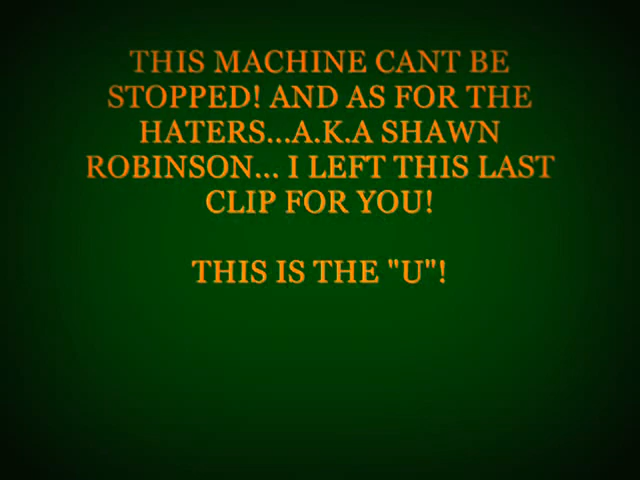 THIS MACHINE CANT BE
STOPPED! AND AS FOR THE
HATERS...A.K.A SHAWN
ROBINSON... I LEFT THIS LAST
CLIP FOR YOU!
THIS IS THE "U"!